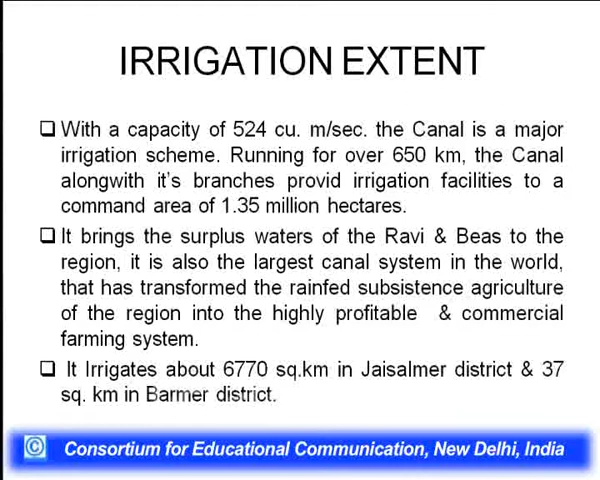 IRRIGATION EXTENT
With a capacity of 524 cu. m/sec. the Canal is a major
irrigation scheme. Running for over 650 km, the Canal
alongwith it's branches provid irrigation facilities to a
command area of 1.35 million hectares.
It brings the surplus waters of the Ravi & Beas to the
region, it is also the largest canal system in the world,
that has transformed the rainfed subsistence agriculture
of the region into the highly profitable & commercial
farming system.
It Irrigates about 6770 sq.km in Jaisalmer district & 37
sq. km in Barmer district.
© Consortium for Educational Communication, New Delhi, India